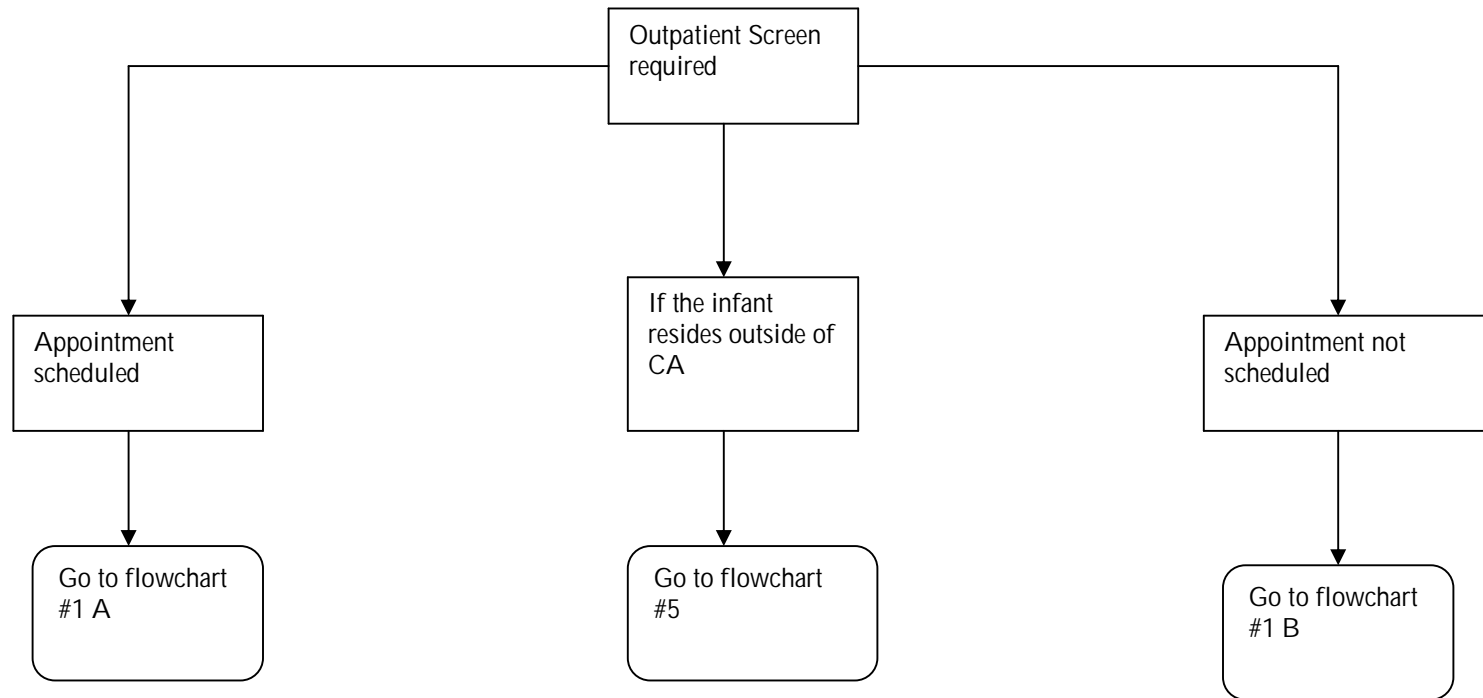 Outpatient Screen
required
Appointment
scheduled
If the infant
resides outside of
CA
Appointment not
scheduled
Go to flowchart
#1 A
Go to flowchart
#5
Go to flowchart
#1 B